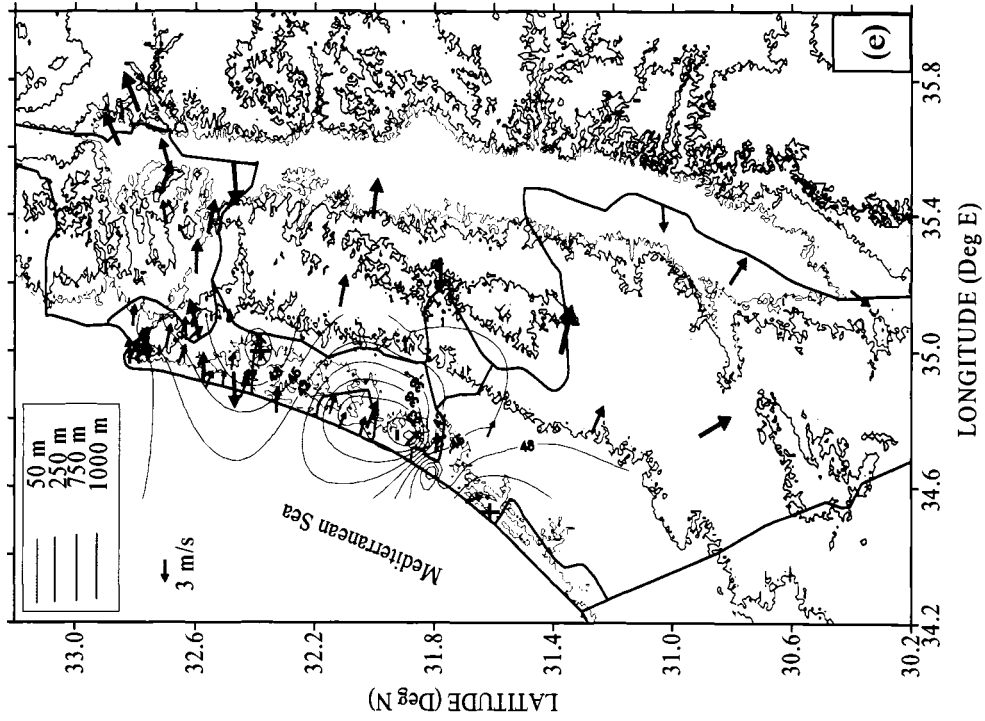 50 m
250 m
750 m
1000 m
3 m/s
Mediterranean Sea
(e)
48
LATITUDE (Deg N)
33.0
32.6
32.2
31.8
31.4
31.0
30.6
30.2
LONGITUDE (Deg E)
34.2
34.6
35.0
35.4
35.8